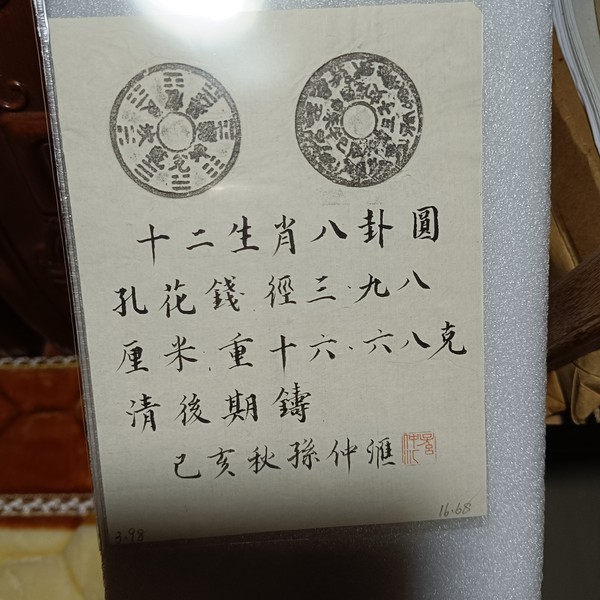 十二生肖八卦圓
孔花錢徑三.九八
厘米.重十六.六八克
清後期鑄
己亥秋孫仲滙
3.98
16.68